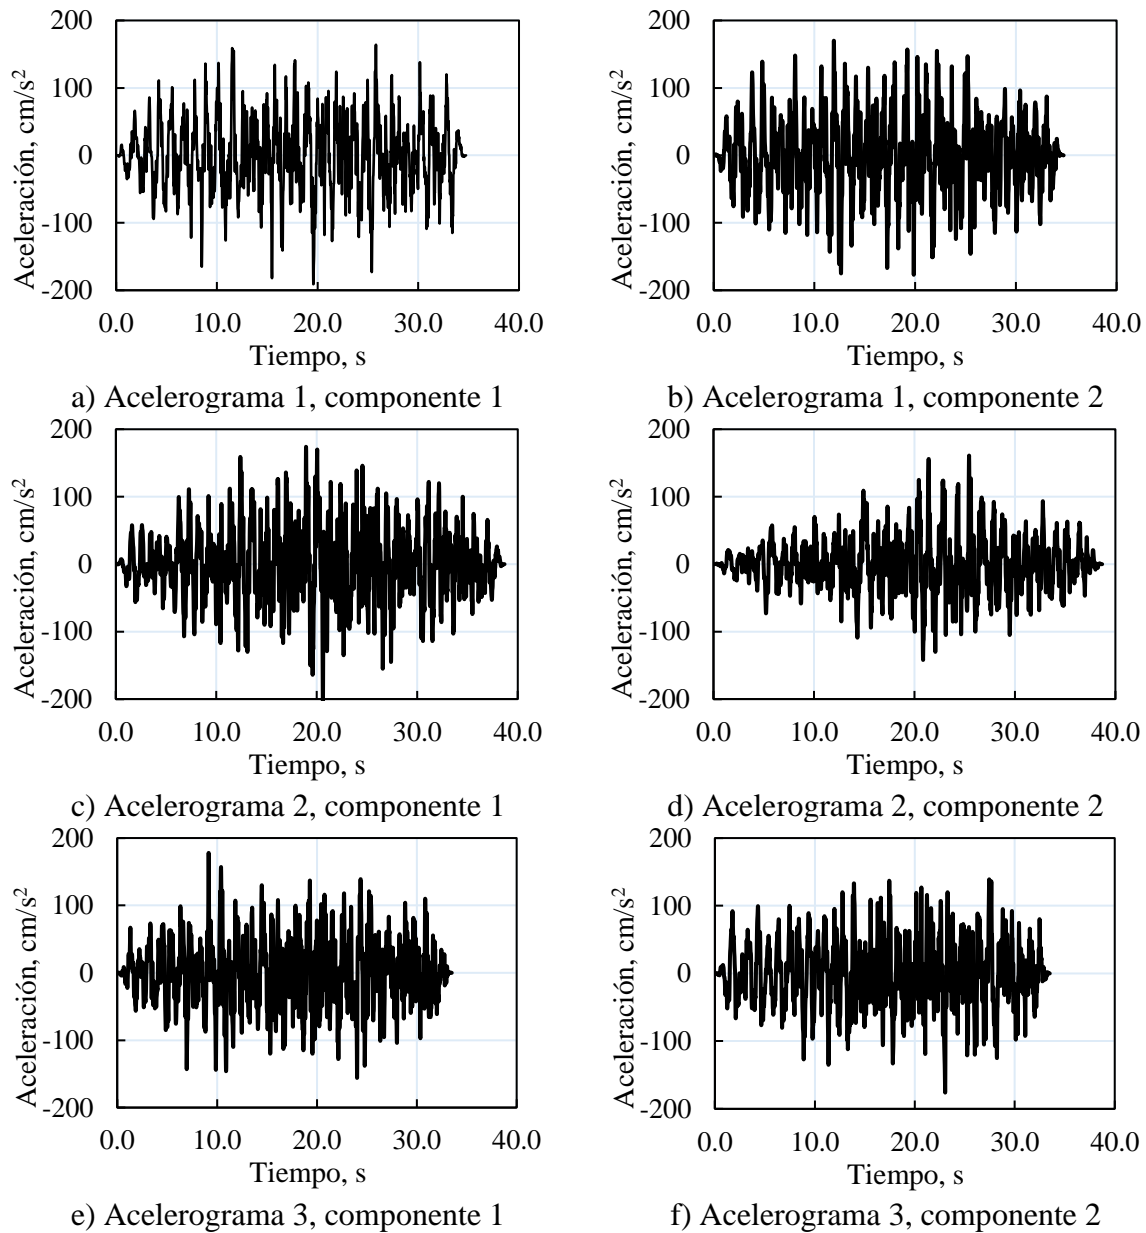 200
100
0
-100
-200
Aceleración, cm/s²
0.0 10.0 20.0 30.0 40.0
Tiempo, s
a) Acelerograma 1, componente 1
200
100
0
-100
-200
Aceleración, cm/s²
0.0 10.0 20.0 30.0 40.0
Tiempo, s
b) Acelerograma 1, componente 2
200
100
0
-100
-200
Aceleración, cm/s²
0.0 10.0 20.0 30.0 40.0
Tiempo, s
c) Acelerograma 2, componente 1
200
100
0
-100
-200
Aceleración, cm/s²
0.0 10.0 20.0 30.0 40.0
Tiempo, s
d) Acelerograma 2, componente 2
200
100
0
-100
-200
Aceleración, cm/s²
0.0 10.0 20.0 30.0 40.0
Tiempo, s
e) Acelerograma 3, componente 1
200
100
0
-100
-200
Aceleración, cm/s²
0.0 10.0 20.0 30.0 40.0
Tiempo, s
f) Acelerograma 3, componente 2